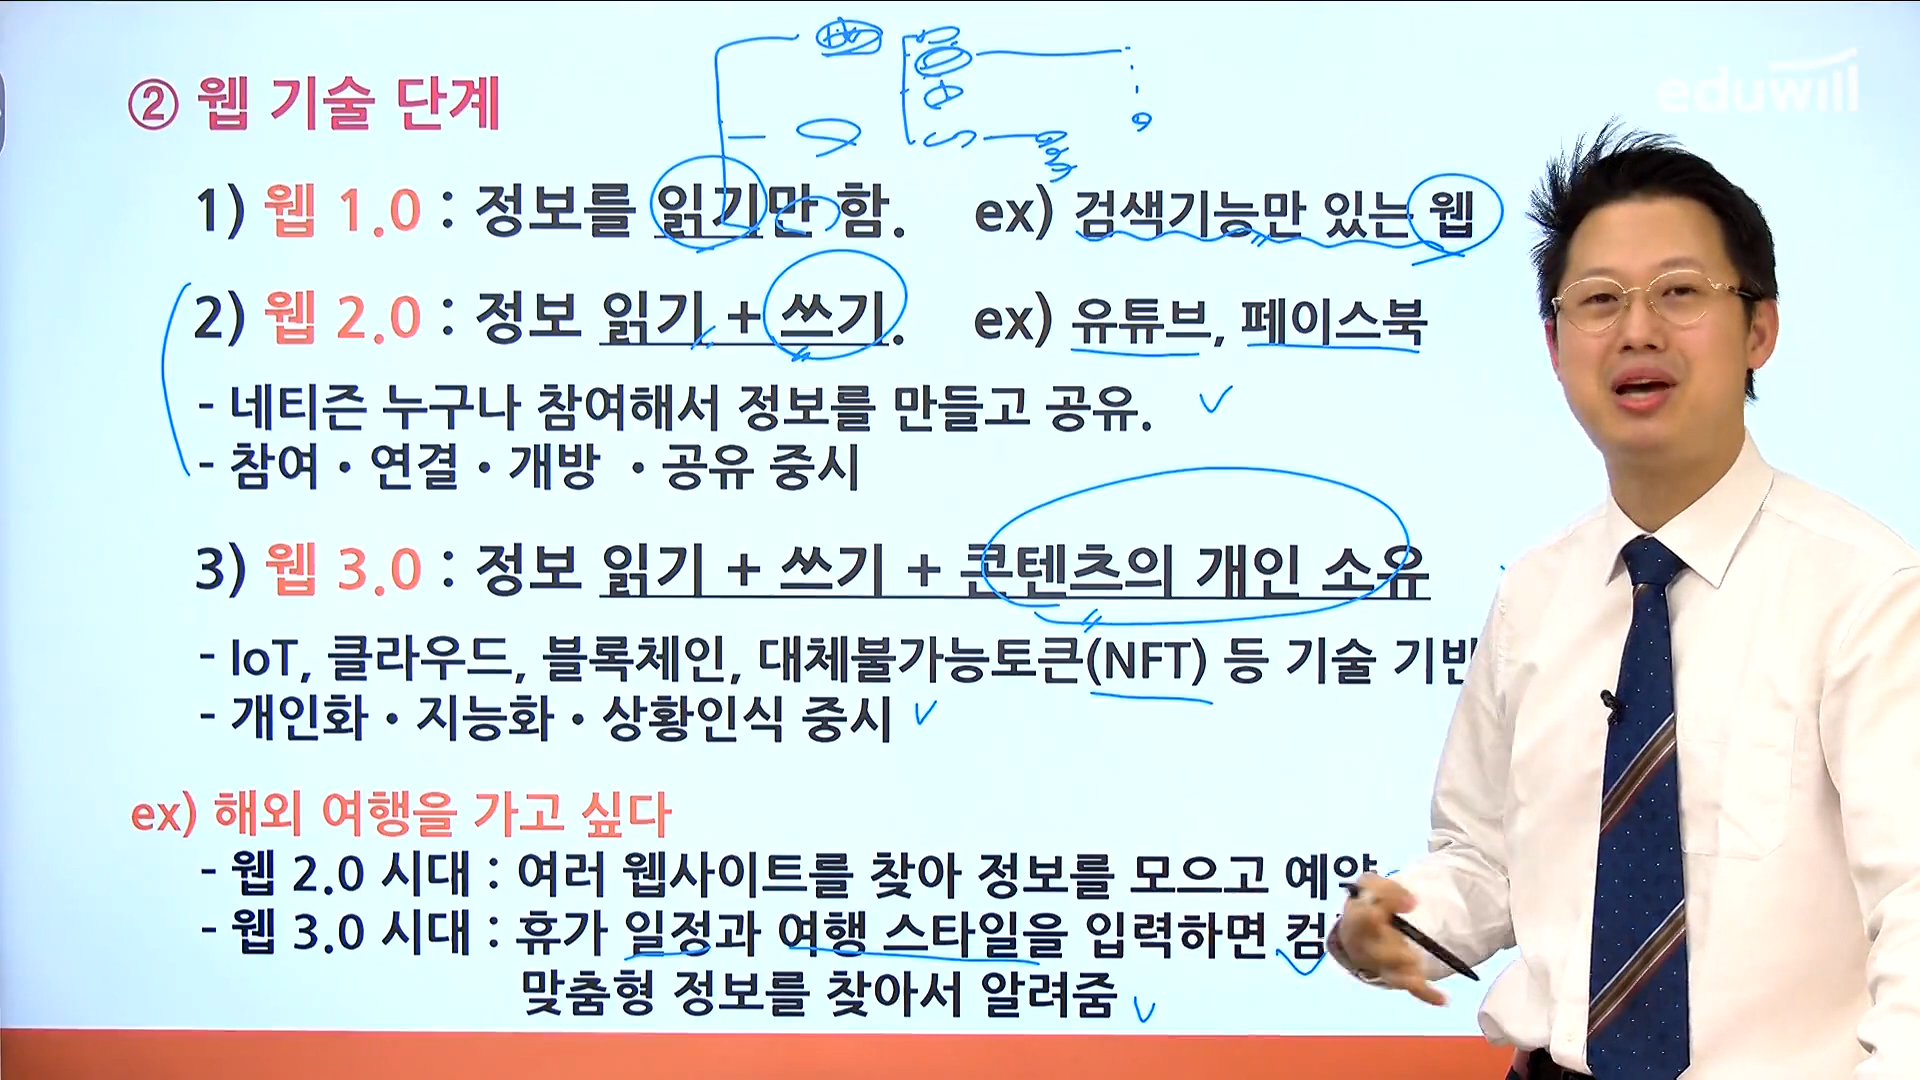 eduwill
② 웹 기술 단계
1) 웹 1.0 : 정보를 읽기만 함. ex) 검색기능만 있는 웹
2) 웹 2.0 : 정보 읽기 + 쓰기. ex) 유튜브, 페이스북
- 네티즌 누구나 참여해서 정보를 만들고 공유.
- 참여・연결・개방 ・공유 중시
3) 웹 3.0 : 정보 읽기 + 쓰기 + 콘텐츠의 개인 소유
- IoT, 클라우드, 블록체인, 대체불가능토큰(NFT) 등 기술 기반
- 개인화・지능화・상황인식 중시
ex) 해외 여행을 가고 싶다
- 웹 2.0 시대 : 여러 웹사이트를 찾아 정보를 모으고 예약
- 웹 3.0 시대 : 휴가 일정과 여행 스타일을 입력하면
맞춤형 정보를 찾아서 알려줌